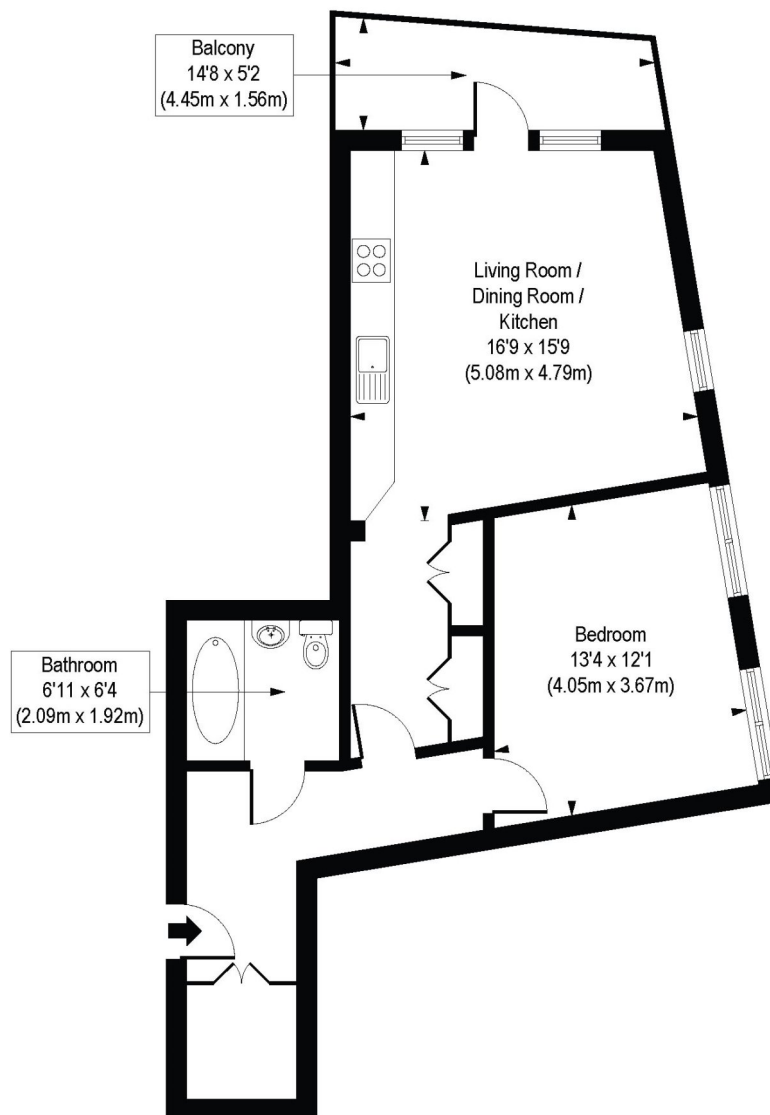 Balcony
14'8 x 5'2
(4.45m x 1.56m)
Living Room /
Dining Room /
Kitchen
16'9 x 15'9
(5.08m x 4.79m)
Bedroom
13'4 x 12'1
(4.05m x 3.67m)
Bathroom
6'11 x 6'4
(2.09m x 1.92m)